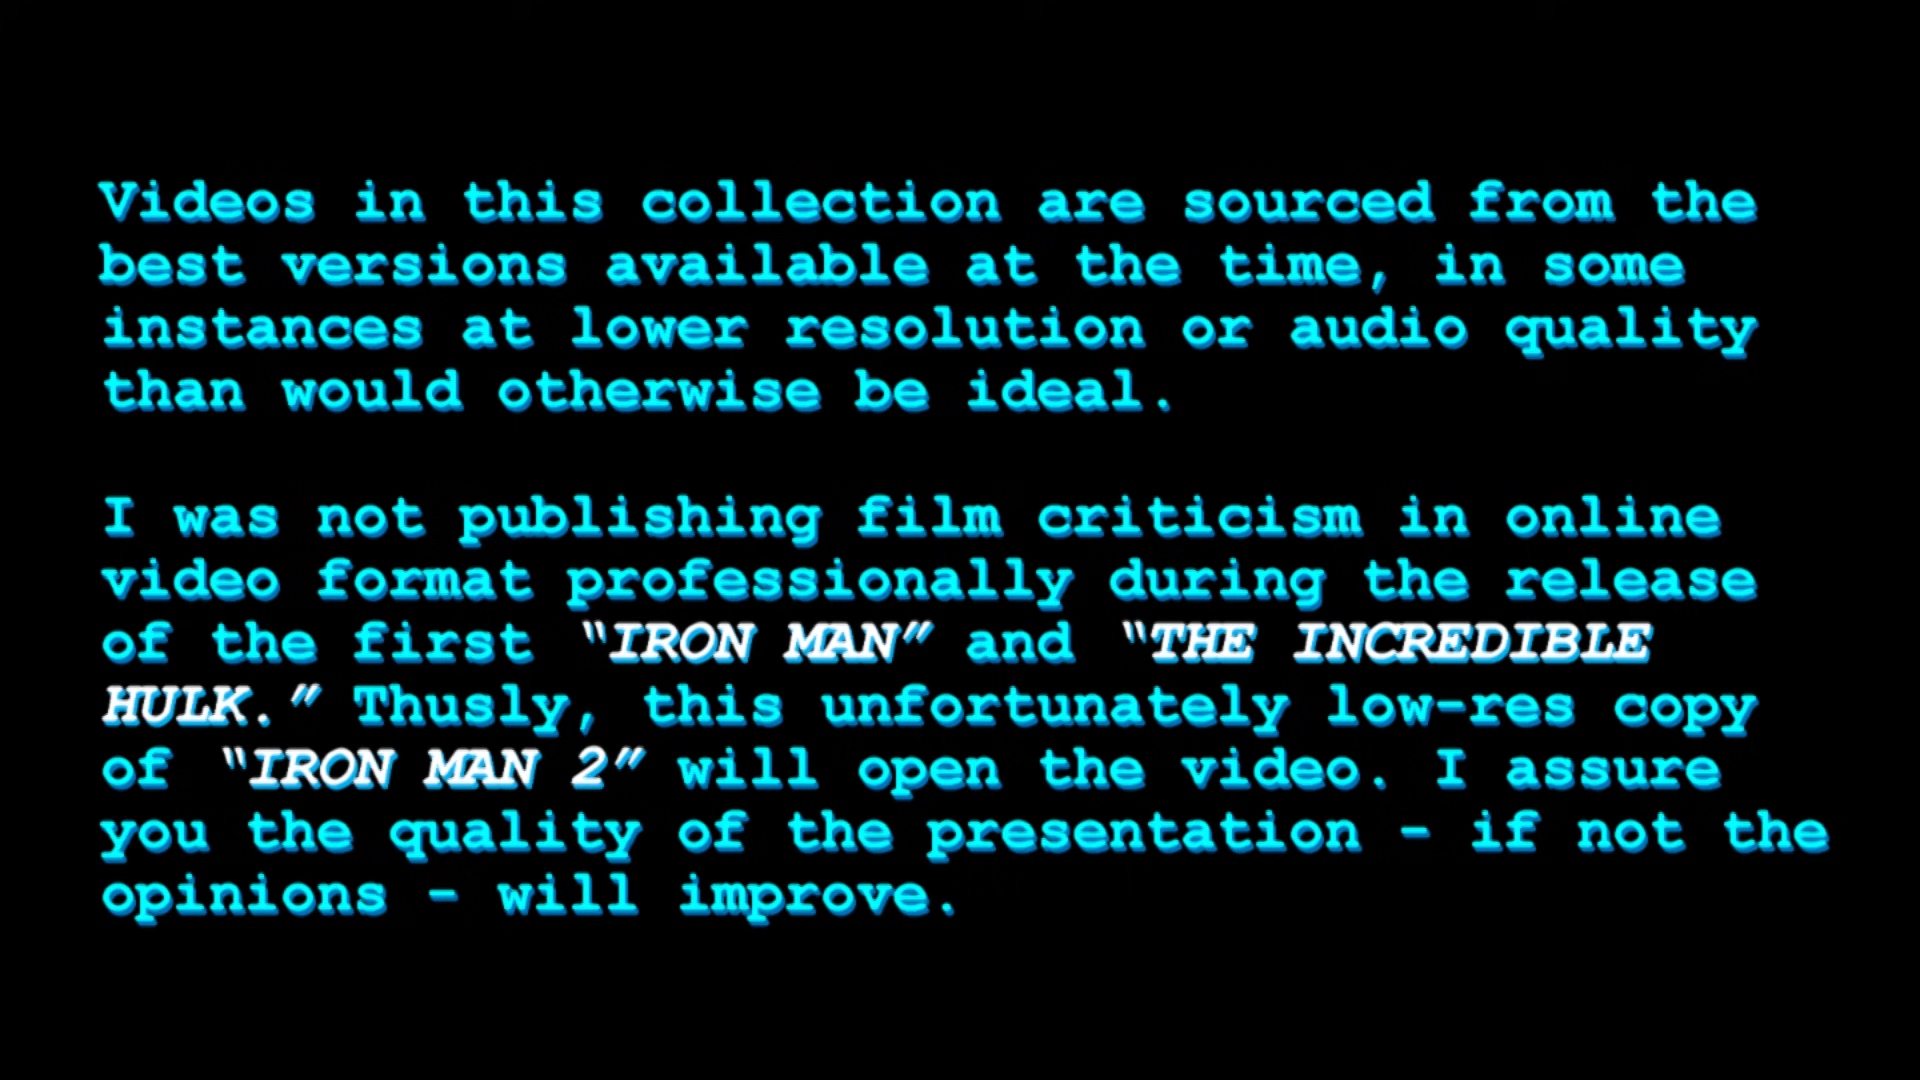 Videos in this collection are sourced from the
best versions available at the time, in some
instances at lower resolution or audio quality
than would otherwise be ideal.
I was not publishing film criticism in online
video format professionally during the release
of the first “IRON MAN” and “THE INCREDIBLE
HULK.” Thusly, this unfortunately low-res copy
of “IRON MAN 2” will open the video. I assure
you the quality of the presentation - if not the
opinions - will improve.